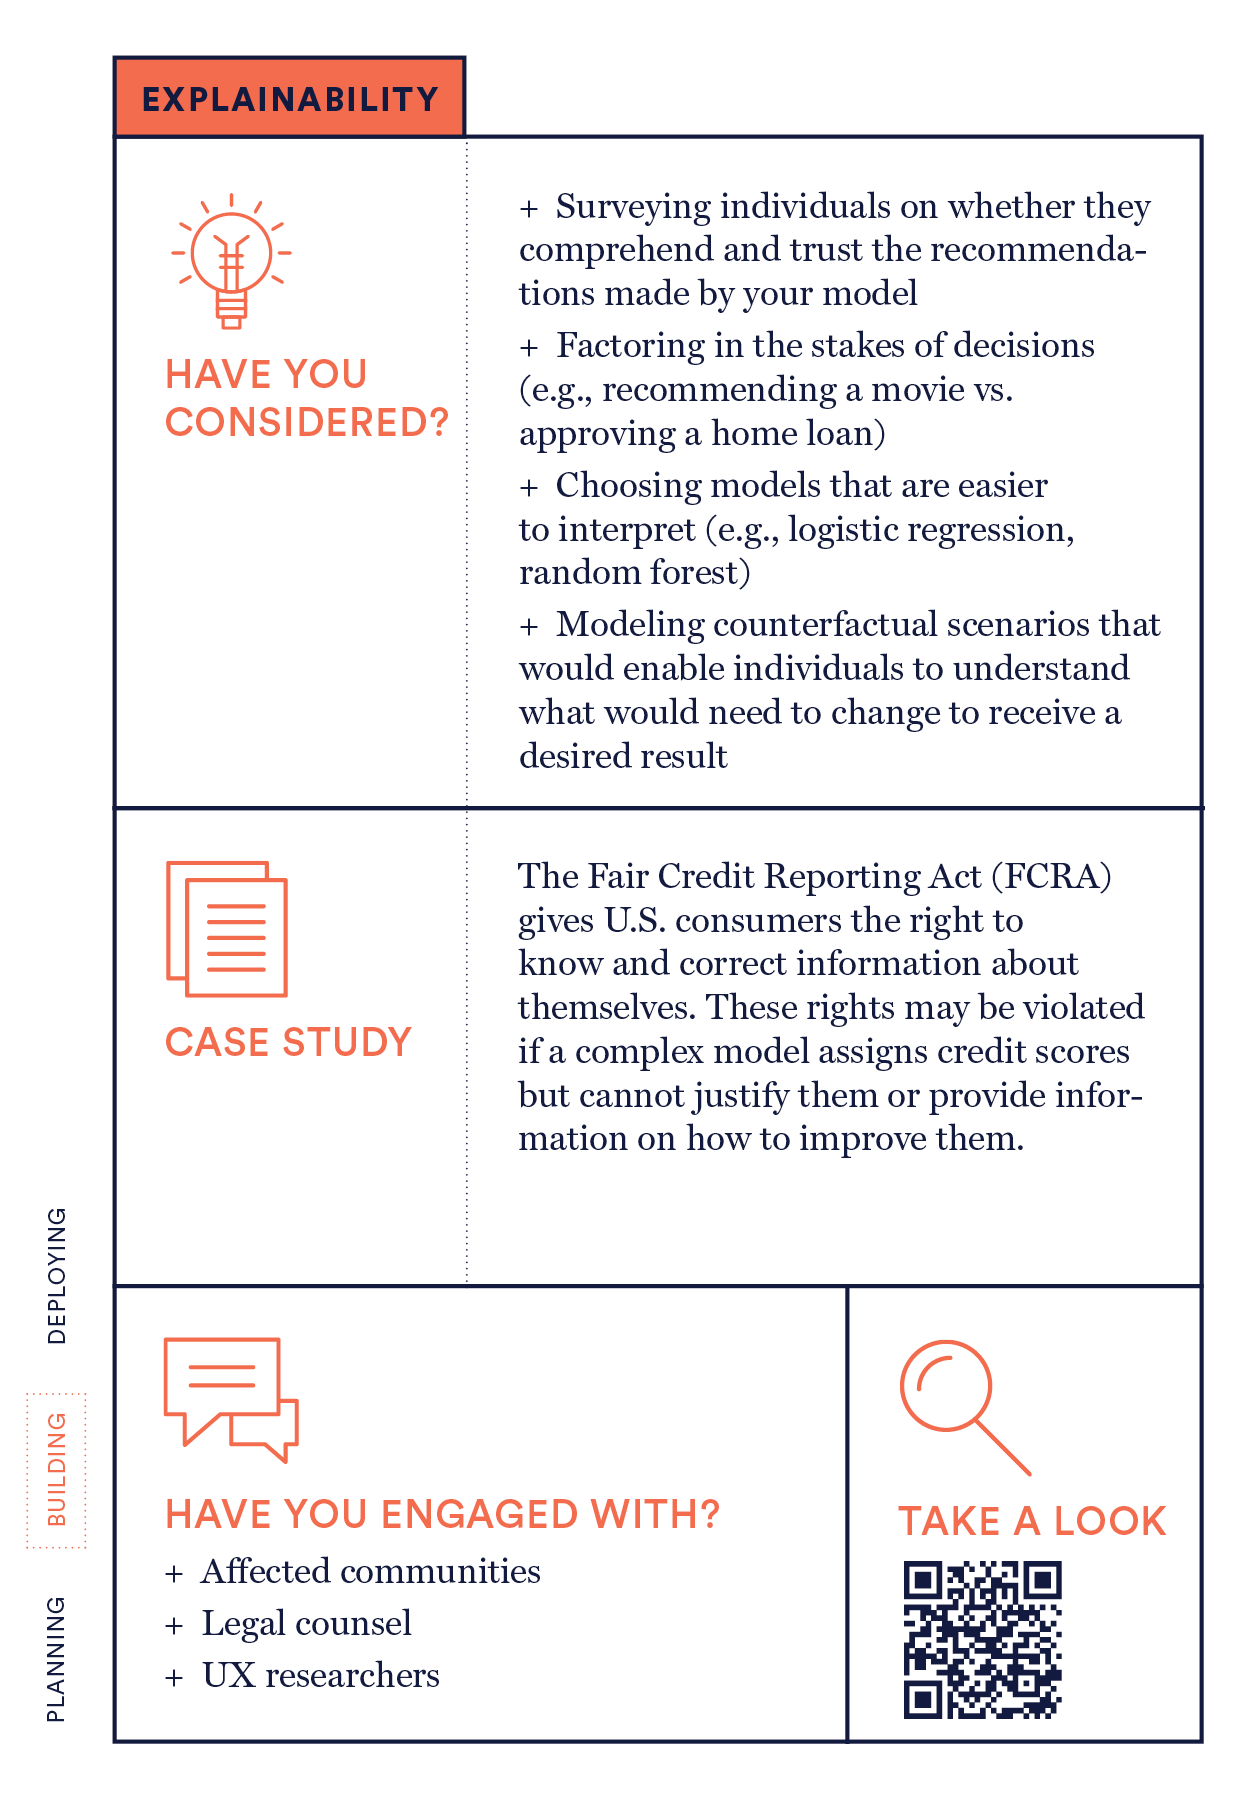 EXPLAINABILITY
HAVE YOU
CONSIDERED?
+ Surveying individuals on whether they
comprehend and trust the recommenda-
tions made by your model
+ Factoring in the stakes of decisions
(e.g., recommending a movie vs.
approving a home loan)
+ Choosing models that are easier
to interpret (e.g., logistic regression,
random forest)
+ Modeling counterfactual scenarios that
would enable individuals to understand
what would need to change to receive a
desired result
CASE STUDY
The Fair Credit Reporting Act (FCRA)
gives U.S. consumers the right to
know and correct information about
themselves. These rights may be violated
if a complex model assigns credit scores
but cannot justify them or provide infor-
mation on how to improve them.
HAVE YOU ENGAGED WITH?
+ Affected communities
+ Legal counsel
+ UX researchers
TAKE A LOOK
DEPLOYING
BUILDING
PLANNING